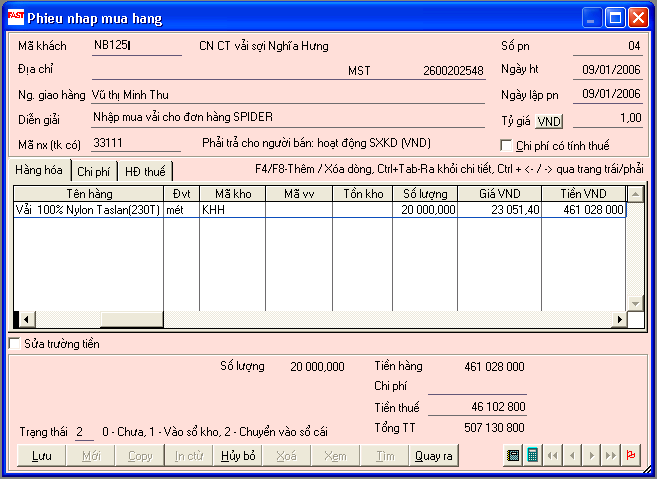 FAST Phieu nhap mua hang
Mã khách NB125 CN CT vải sợi Nghĩa Hưng Số pn 04
Địa chỉ MST 2600202548 Ngày ht 09/01/2006
Ng. giao hàng Vũ thị Minh Thu Ngày lập pn 09/01/2006
Diễn giải Nhập mua vải cho đơn hàng SPIDER Tỷ giá VND 1,00
Mã nx (tk có) 33111 Phải trả cho người bán: hoạt động SXKD (VND) Chi phí có tính thuế
Hàng hóa Chi phí HĐ thuế F4/F8-Thêm / Xóa dòng, Ctrl+Tab-Ra khỏi chi tiết, Ctrl + <- / -> qua trang trái/phải
Tên hàng Đvt Mã kho Mã vv Tồn kho Số lượng Giá VND Tiền VND
Vải 100% Nylon Taslan(230T) mét KHH 20 000,000 23 051,40 461 028 000
Sửa trường tiền
Số lượng 20 000,000 Tiền hàng 461 028 000
Chi phí
Tiền thuế 46 102 800
Trạng thái 2 0 - Chưa, 1 - Vào sổ kho, 2 - Chuyển vào sổ cái Tổng TT 507 130 800
Lưu Mới Copy In ctừ Hủy bỏ Xoá Xem Tìm Quay ra